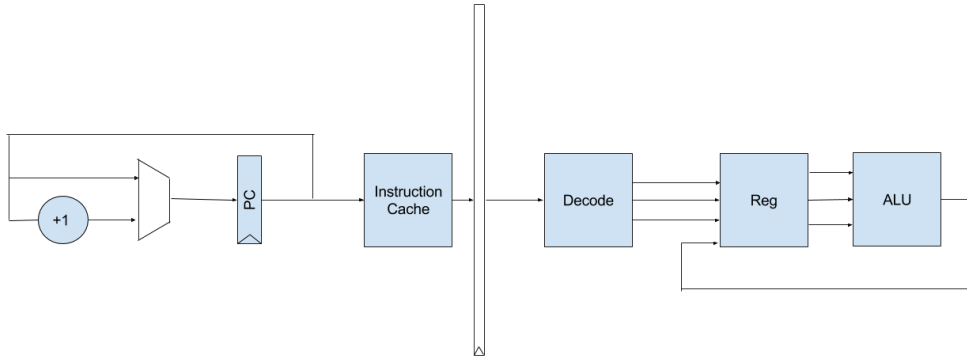 +1
PC
Instruction
Cache
Decode
Reg
ALU